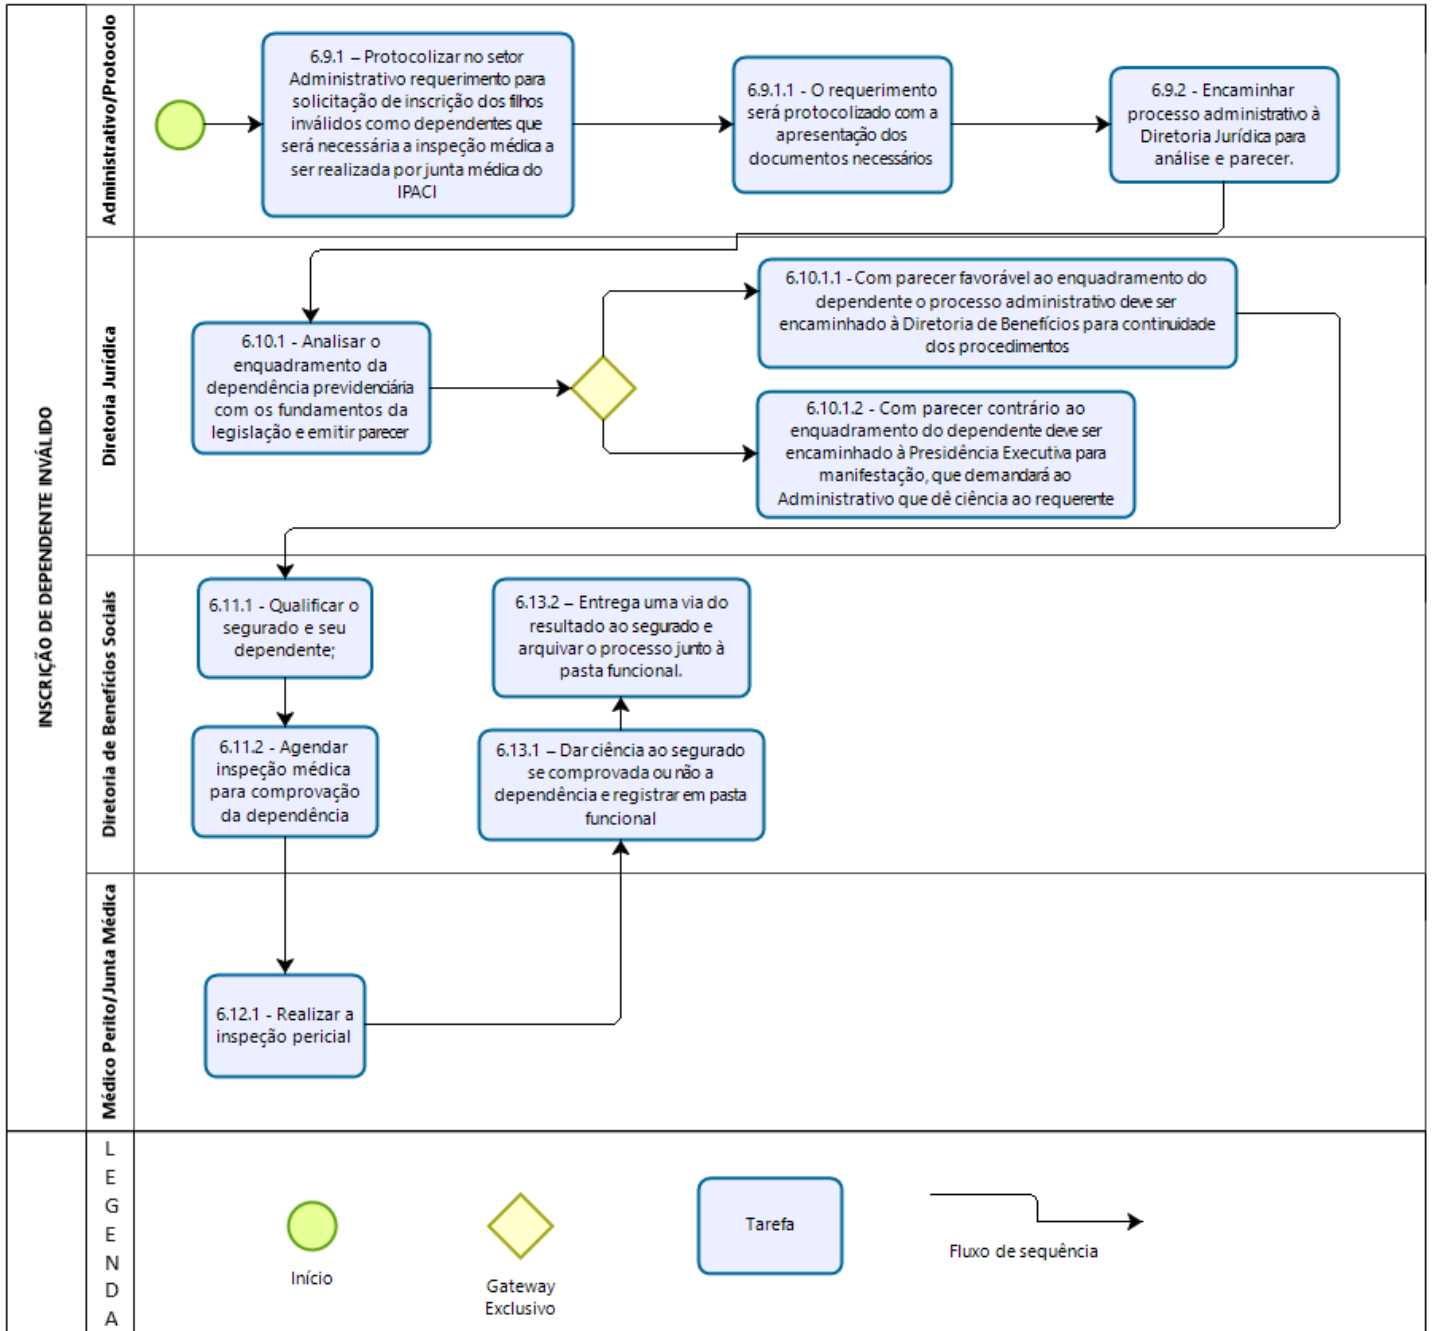 INSCRIÇÃO DE DEPENDENTE INVÁLIDO
Administrativo/Protocolo
6.9.1 – Protocolizar no setor
Administrativo requerimento para
solicitação de inscrição dos filhos
inválidos como dependentes que
será necessária a inspeção médica a
ser realizada por junta médica do
IPACI
6.9.1.1 - O requerimento
será protocolizado com a
apresentação dos
documentos necessários
6.9.2 - Encaminhar
processo administrativo à
Diretoria Jurídica para
análise e parecer.
Diretoria Jurídica
6.10.1 - Analisar o
enquadramento da
dependência previdenciária
com os fundamentos da
legislação e emitir parecer
6.10.1.1 - Com parecer favorável ao enquadramento do
dependente o processo administrativo deve ser
encaminhado à Diretoria de Benefícios para continuidade
dos procedimentos
6.10.1.2 - Com parecer contrário ao
enquadramento do dependente deve ser
encaminhado à Presidência Executiva para
manifestação, que demandará ao
Administrativo que dê ciência ao requerente
Diretoria de Benefícios Sociais
6.11.1 - Qualificar o
segurado e seu
dependente;
6.11.2 - Agendar
inspeção médica
para comprovação
da dependência
6.13.2 – Entrega uma via do
resultado ao segurado e
arquivar o processo junto à
pasta funcional.
6.13.1 – Dar ciência ao segurado
se comprovada ou não a
dependência e registrar em pasta
funcional
Médico Perito/Junta Médica
6.12.1 - Realizar a
inspeção pericial
L
E
G
E
N
D
A
Início
Gateway
Exclusivo
Tarefa
Fluxo de sequência